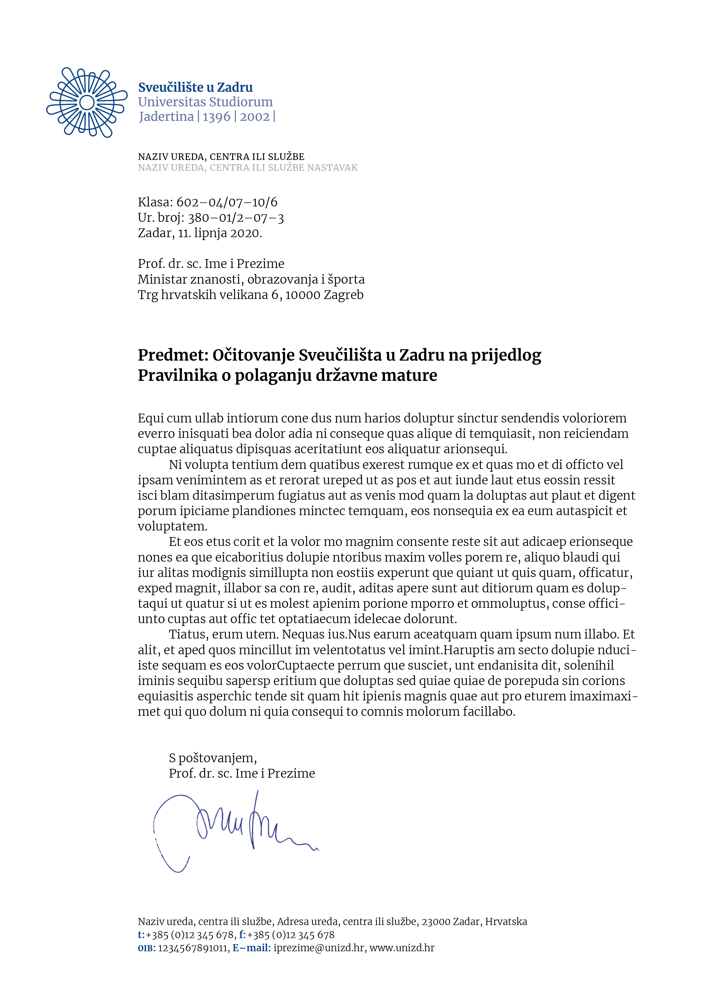 Sveučilište u Zadru
Universitas Studiorum
Jadertina | 1396 | 2002 |
NAZIV UREDA, CENTRA ILI SLUŽBE
NAZIV UREDA, CENTRA ILI SLUŽBE NASTAVAK
Klasa: 602–04/07–10/6
Ur. broj: 380–01/2–07–3
Zadar, 11. lipnja 2020.
Prof. dr. sc. Ime i Prezime
Ministar znanosti, obrazovanja i športa
Trg hrvatskih velikana 6, 10000 Zagreb
Predmet: Očitovanje Sveučilišta u Zadru na prijedlog
Pravilnika o polaganju državne mature
Equi cum ullab intiorum cone dus num harios doluptur sinctur sendendis voloriorem
everro inisquati bea dolor adia ni conseque quas alique di temquiasit, non reiciendam
cuptae aliquatus dipisquas aceritatiunt eos aliquatur arionsequi.
Ni volupta tentium dem quatibus exerest rumque ex et quas mo et di officto vel
ipsam venimintem as et rerorat ureped ut as pos et aut iunde laut etus eossin ressit
isci blam ditasimperum fugiatus aut as venis mod quam la doluptas aut plaut et digent
porum ipiciame plandiones minctec temquam, eos nonsequia ex ea eum autaspicit et
voluptatem.
Et eos etus corit et la volor mo magnim consente reste sit aut adicaep erionseque
nones ea que eicaboritius dolupie ntoribus maxim volles porem re, aliquo blaudi qui
iur alitas modignis simillupta non eostiis experunt que quiant ut quis quam, officatur,
exped magnit, illabor sa con re, audit, aditas apere sunt aut ditiorum quam es dolup-
taqui ut quatur si ut es molest apienim porione mporro et ommoluptus, conse offici-
unto cuptas aut offic tet optatiaecum idelecae dolorunt.
Tiatus, erum utem. Nequas ius.Nus earum aceatquam quam ipsum num illabo. Et
alit, et aped quos mincillut im velentotatus vel imint.Haruptis am secto dolupie nduci-
iste sequam es eos volorCuptaecte perrum que susciet, unt endanisita dit, solenihil
iminis sequibu sapersp eritium que doluptas sed quiae quiae de porepuda sin corions
equiasitis asperchic tende sit quam hit ipienis magnis quae aut pro eturem imaximaxi-
met qui quo dolum ni quia consequi to comnis molorum facillabo.
S poštovanjem,
Prof. dr. sc. Ime i Prezime
Naziv ureda, centra ili službe, Adresa ureda, centra ili službe, 23000 Zadar, Hrvatska
t: +385 (0)12 345 678, f: +385 (0)12 345 678
OIB: 1234567891011, E–mail: iprezime@unizd.hr, www.unizd.hr